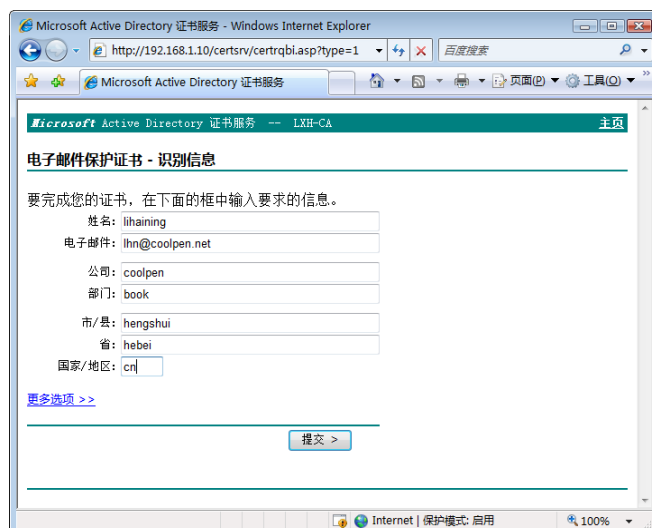 Microsoft Active Directory 证书服务 - Windows Internet Explorer
http://192.168.1.10/certsrv/certrqbi.asp?type=1
百度搜索
Microsoft Active Directory 证书服务
页面(P)
工具(O)
Microsoft Active Directory 证书服务 -- LXH-CA
主页
电子邮件保护证书 - 识别信息
要完成您的证书，在下面的框中输入要求的信息。
姓名: lihaining
电子邮件: lhn@coolpen.net
公司: coolpen
部门: book
市/县: hengshui
省: hebei
国家/地区: cn
更多选项 >>
提交 >
Internet | 保护模式: 启用
100%